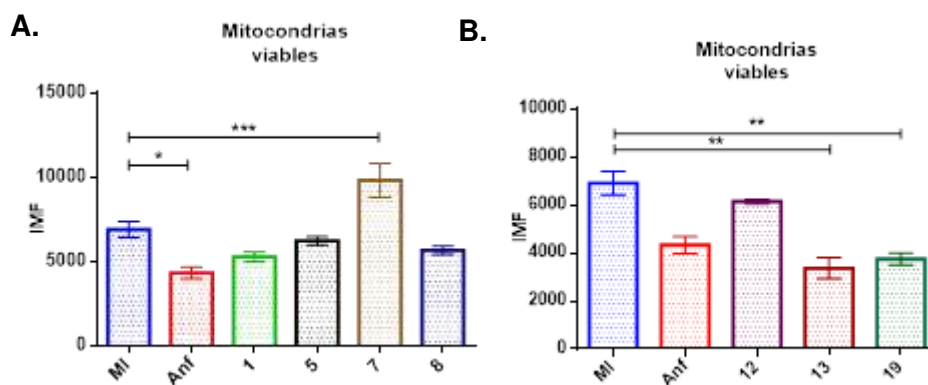 A.
Mitocondrias
viables
15000
10000
5000
0
IMF
***
*
MI
Anf
1
5
7
8
B.
Mitocondrias
viables
10000
8000
6000
4000
2000
0
IMF
**
**
MI
Anf
12
13
19